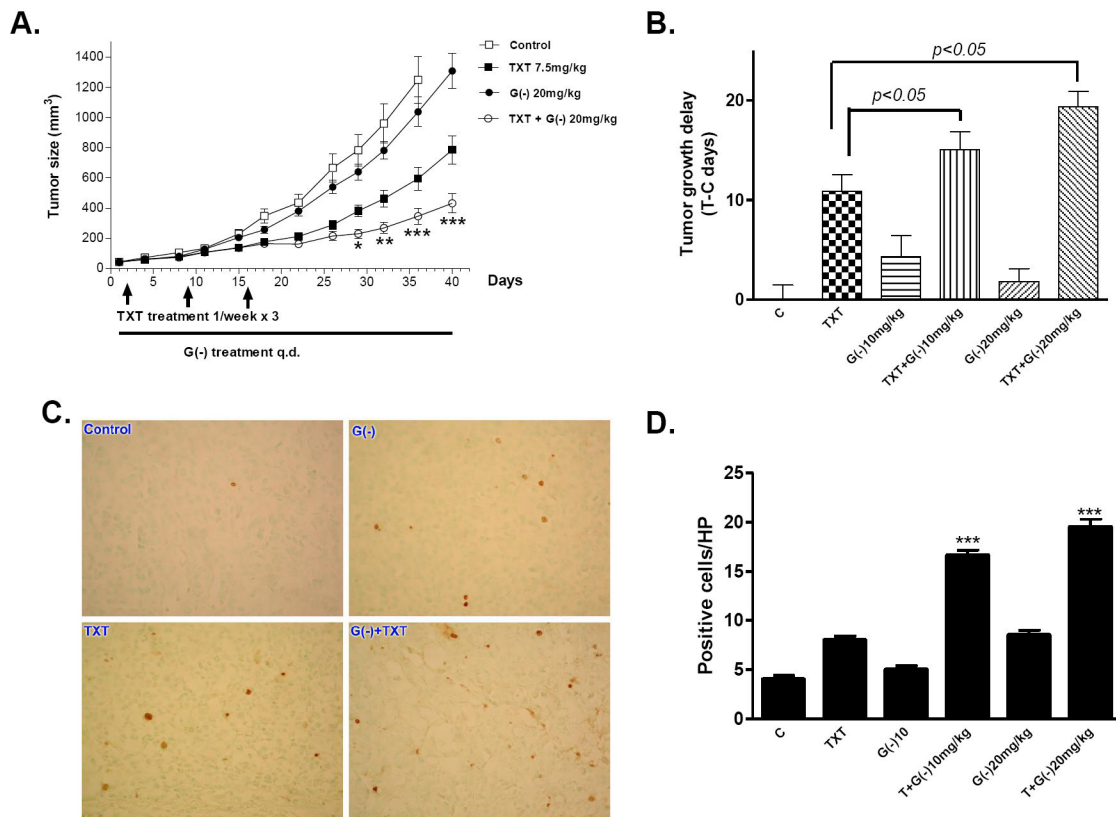 A.
Control
TXT 7.5mg/kg
G(-) 20mg/kg
TXT + G(-) 20mg/kg
Tumor size (mm3)
1400
1200
1000
800
600
400
200
0
* ** *** ***
0 5 10 15 20 25 30 35 40 Days
TXT treatment 1/week x 3
G(-) treatment q.d.
B.
p<0.05
p<0.05
Tumor growth delay
(T-C days)
20
10
0
C
TXT
G(-)10mg/kg
TXT+G(-)10mg/kg
G(-)20mg/kg
TXT+G(-)20mg/kg
C.
Control
G(-)
TXT
G(-)+TXT
D.
Positive cells/HP
25
20
15
10
5
0
*** ***
C
TXT
G(-)10
T+G(-)10mg/kg
G(-)20mg/kg
T+G(-)20mg/kg